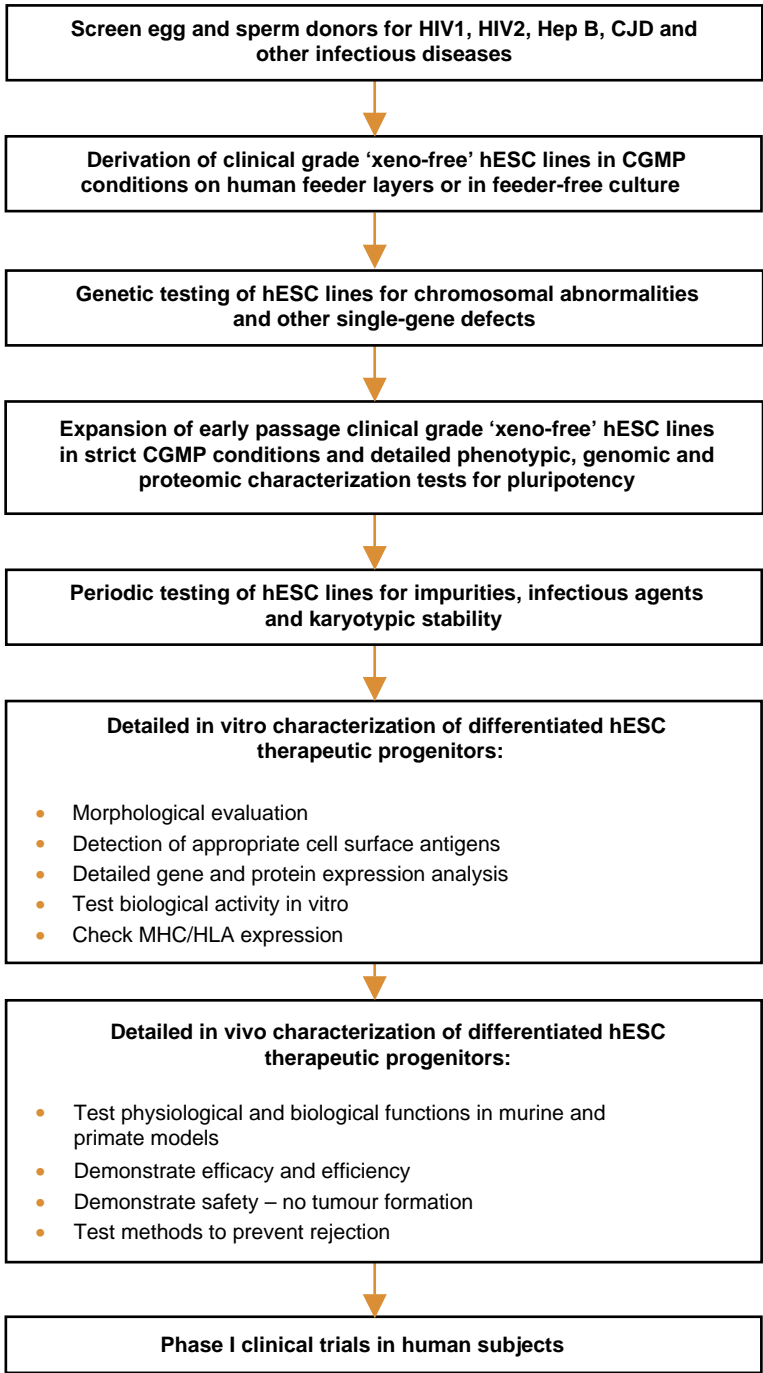 Screen egg and sperm donors for HIV1, HIV2, Hep B, CJD and
other infectious diseases
Derivation of clinical grade ‘xeno-free’ hESC lines in CGMP
conditions on human feeder layers or in feeder-free culture
Genetic testing of hESC lines for chromosomal abnormalities
and other single-gene defects
Expansion of early passage clinical grade ‘xeno-free’ hESC lines
in strict CGMP conditions and detailed phenotypic, genomic and
proteomic characterization tests for pluripotency
Periodic testing of hESC lines for impurities, infectious agents
and karyotypic stability
Detailed in vitro characterization of differentiated hESC
therapeutic progenitors:
• Morphological evaluation
• Detection of appropriate cell surface antigens
• Detailed gene and protein expression analysis
• Test biological activity in vitro
• Check MHC/HLA expression
Detailed in vivo characterization of differentiated hESC
therapeutic progenitors:
• Test physiological and biological functions in murine and
primate models
• Demonstrate efficacy and efficiency
• Demonstrate safety – no tumour formation
• Test methods to prevent rejection
Phase I clinical trials in human subjects